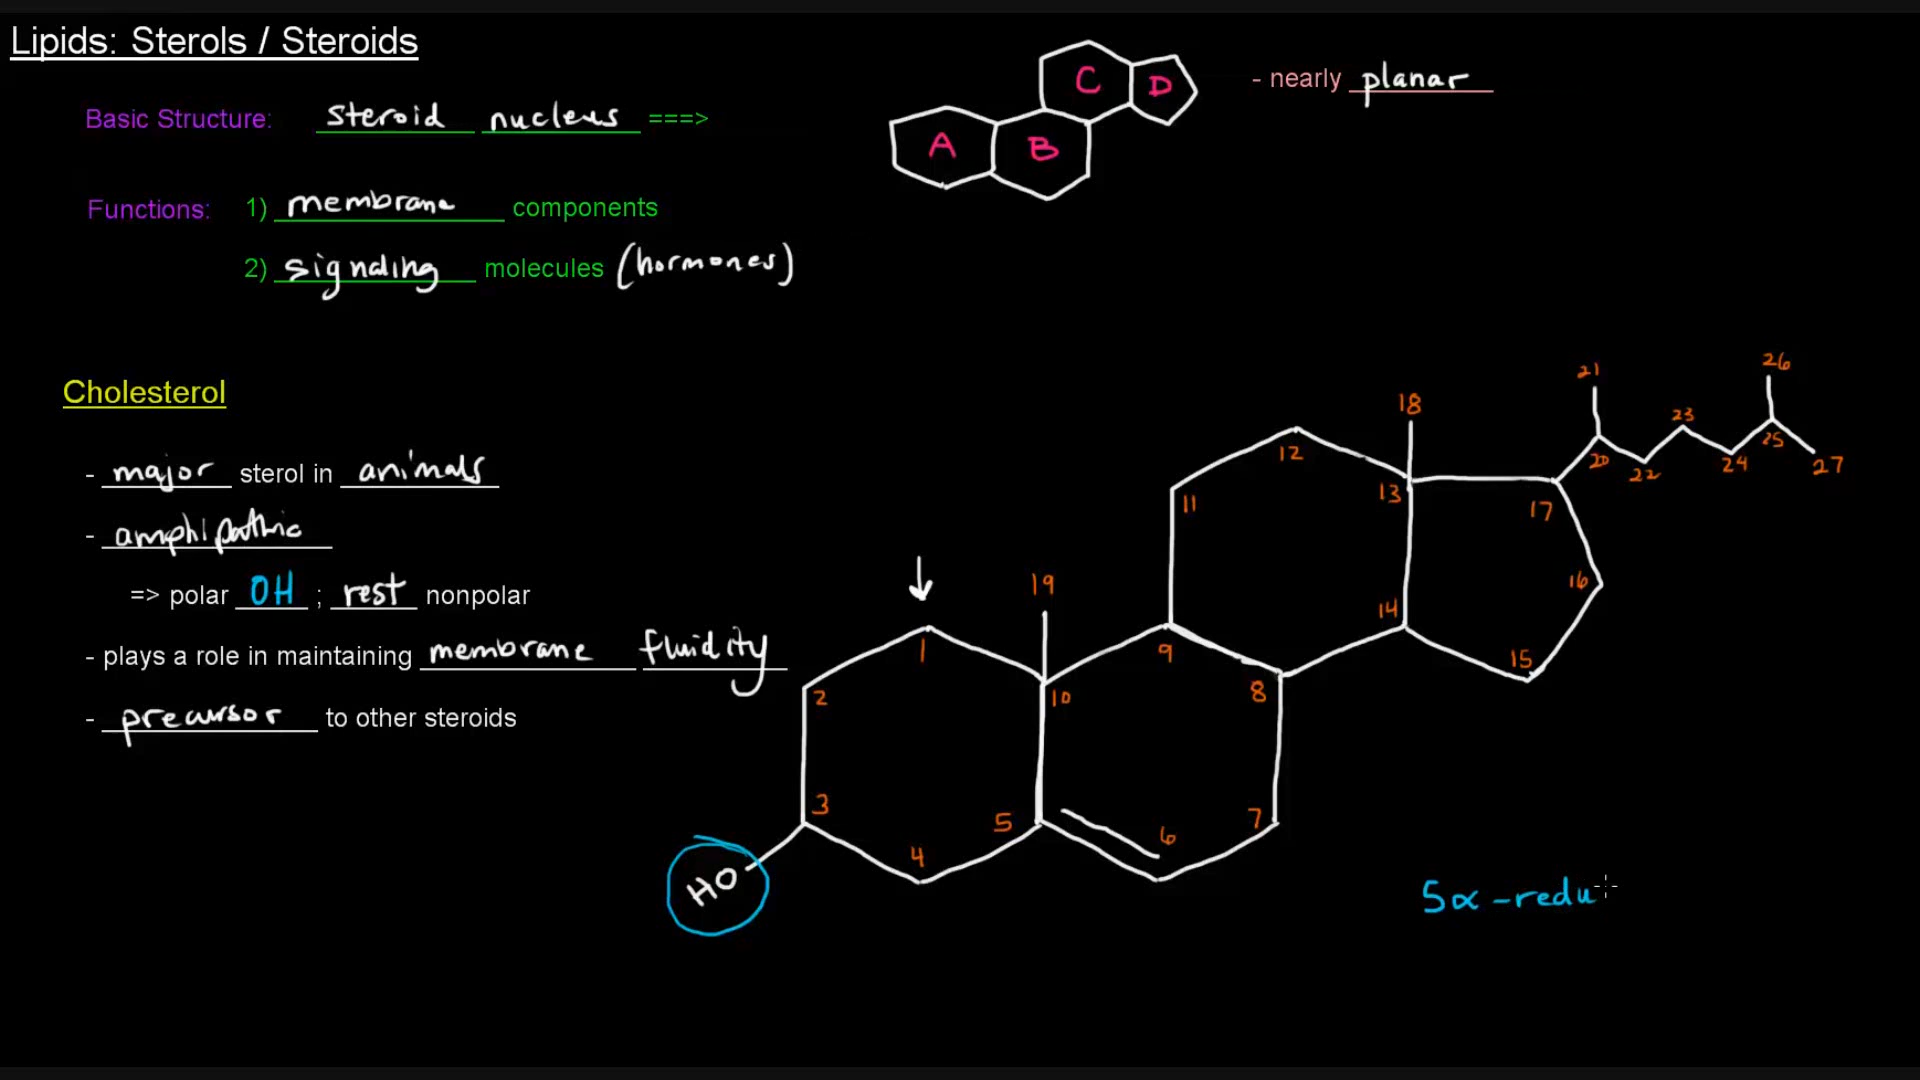 Lipids: Sterols / Steroids
Basic Structure: steroid nucleus ===>
A B C D
- nearly planar
Functions: 1) membrane components
2) signaling molecules (hormones)
Cholesterol
- major sterol in animals
- amphipathic
=> polar OH ; rest nonpolar
- plays a role in maintaining membrane fluidity
- precursor to other steroids
21 26
18 23
12 20 22 24 25 27
11 13 17
19 16
1 9 14 15
2 10 8
3 5 6 7
4
HO
5α-redu